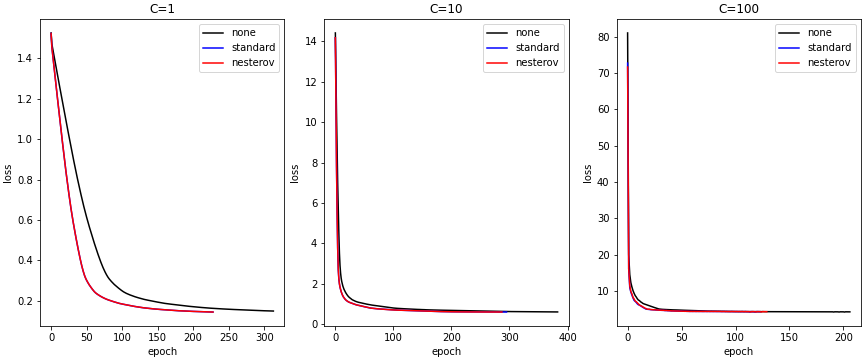 C=1
none
standard
nesterov
loss
1.4
1.2
1.0
0.8
0.6
0.4
0.2
0 50 100 150 200 250 300
epoch
C=10
none
standard
nesterov
loss
14
12
10
8
6
4
2
0
0 100 200 300 400
epoch
C=100
none
standard
nesterov
loss
80
70
60
50
40
30
20
10
0 50 100 150 200
epoch